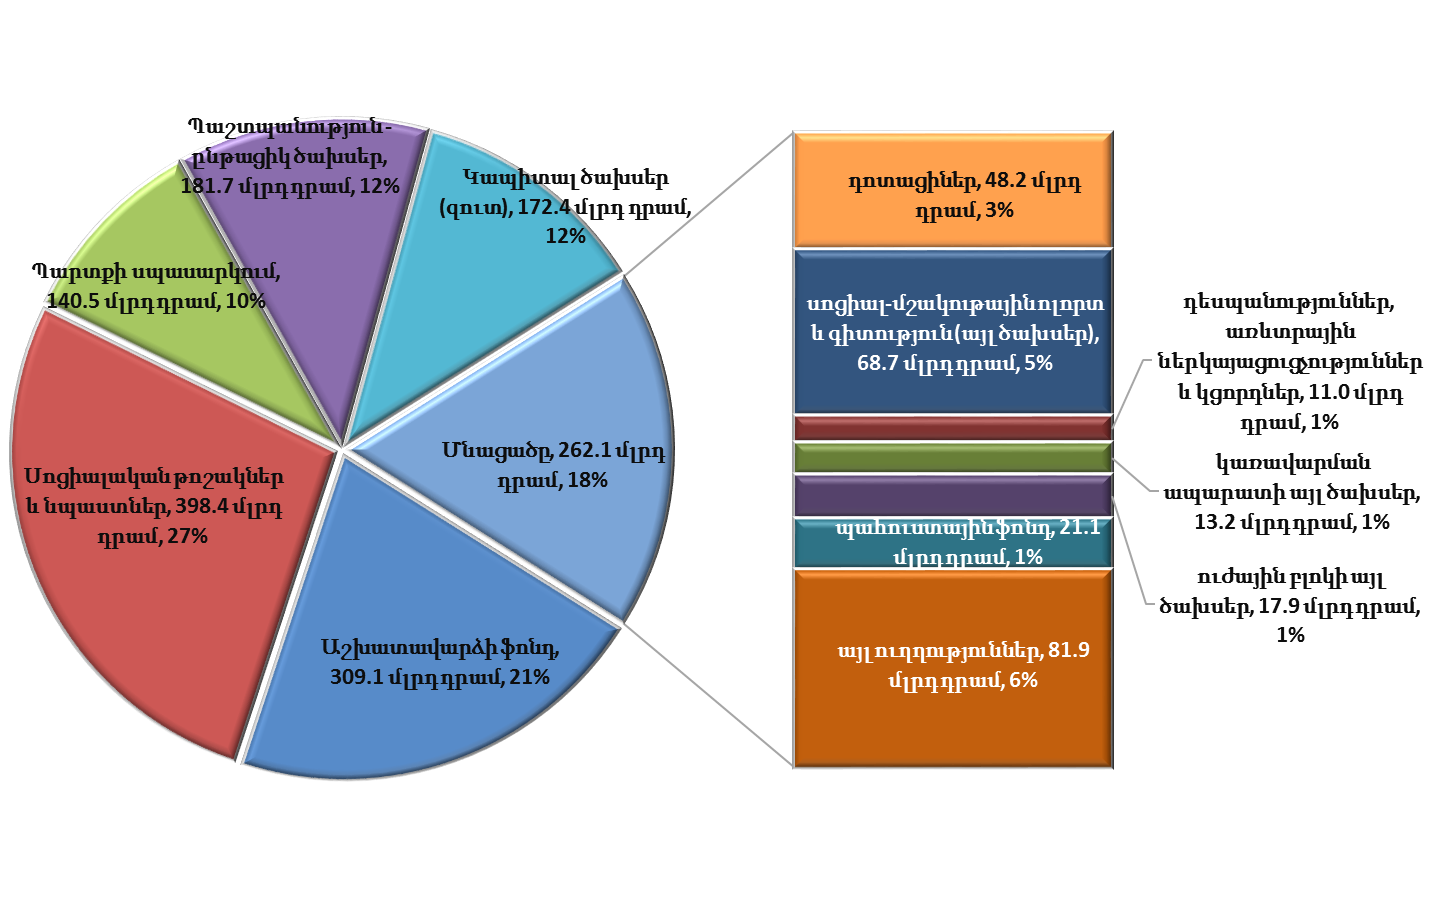 Պաշտպանություն -
ընթացիկ ծախսեր,
181.7 մլրդ դրամ, 12%
Կապիտալ ծախսեր
(զուտ), 172.4 մլրդ դրամ,
12%
Պարտքի սպասարկում,
140.5 մլրդ դրամ, 10%
Մնացածը, 262.1 մլրդ
դրամ, 18%
Սոցիալական թոշակներ
և նպաստներ, 398.4 մլրդ
դրամ, 27%
Աշխատավարձի ֆոնդ,
309.1 մլրդ դրամ, 21%
դոտացիներ, 48.2 մլրդ
դրամ, 3%
սոցիալ-մշակութային ոլորտ
և գիտություն (այլ ծախսեր),
68.7 մլրդ դրամ, 5%
դեսպանություններ,
առևտրային
ներկայացուցչություններ
և կցորդներ, 11.0 մլրդ
դրամ, 1%
կառավարման
ապարատի այլ ծախսեր,
13.2 մլրդ դրամ, 1%
ուժային բլոկի այլ
ծախսեր, 17.9 մլրդ դրամ,
1%
պահուստային ֆոնդ, 21.1
մլրդ դրամ, 1%
այլ ուղղություններ, 81.9
մլրդ դրամ, 6%